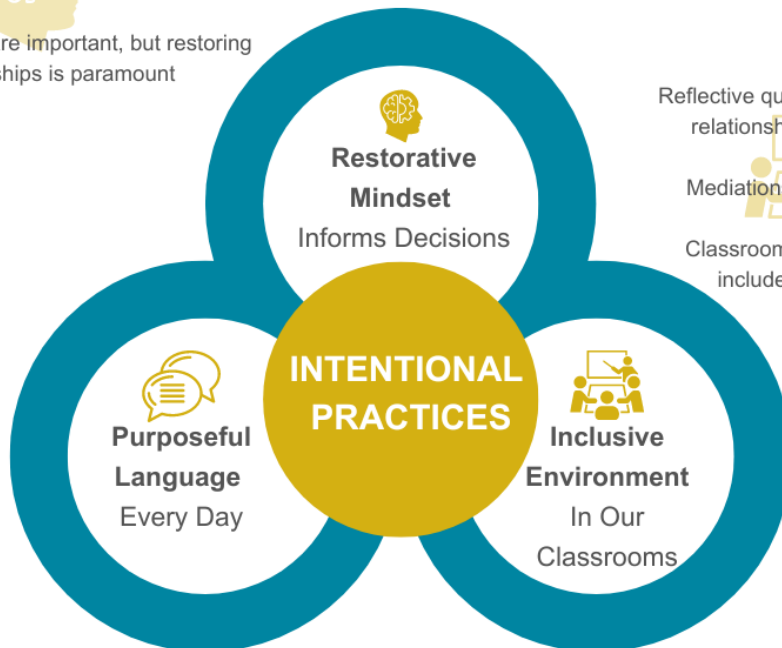 re important, but restoring
ships is paramount
Reflective qu
relationsh
Mediation
Classroom
include
Restorative
Mindset
Informs Decisions
INTENTIONAL
PRACTICES
Purposeful
Language
Every Day
Inclusive
Environment
In Our
Classrooms